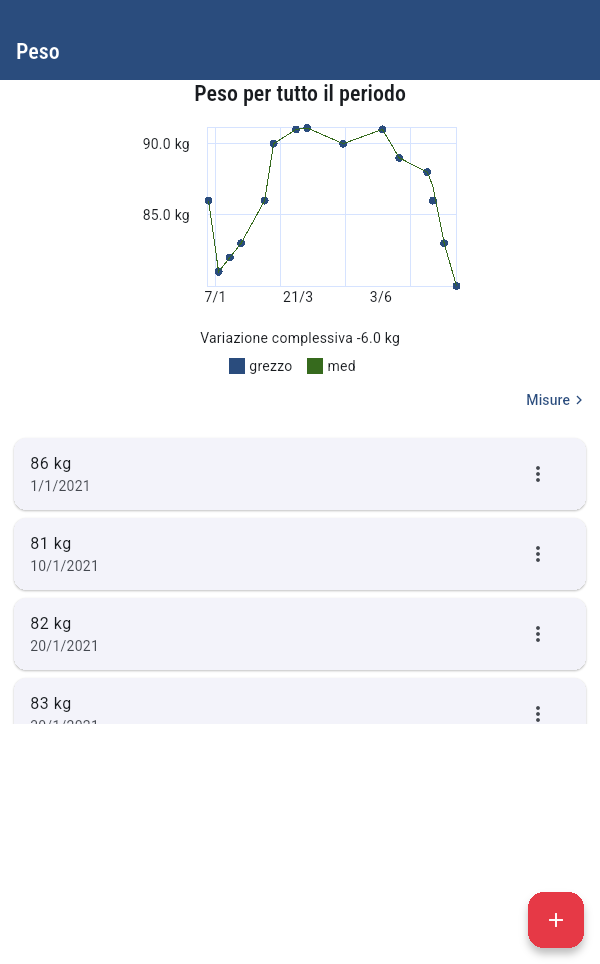 Peso
Peso per tutto il periodo
90.0 kg
85.0 kg
7/1 21/3 3/6
Variazione complessiva -6.0 kg
grezzo med
Misure
86 kg
1/1/2021
81 kg
10/1/2021
82 kg
20/1/2021
83 kg